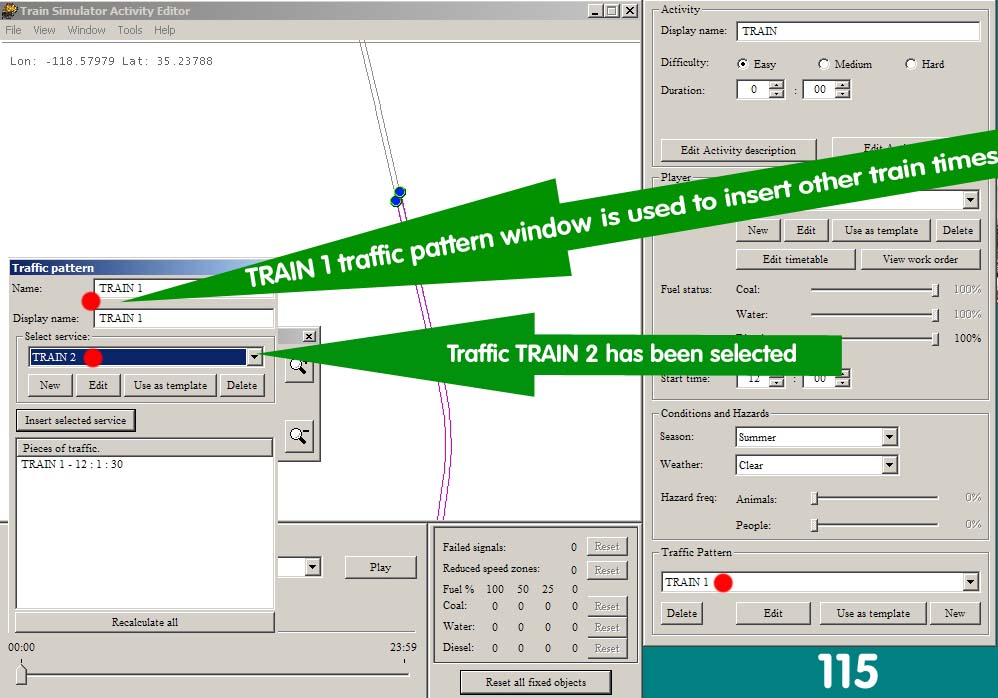 Train Simulator Activity Editor
File View Window Tools Help
Lon: -118.57979 Lat: 35.23788
TRAIN 1 traffic pattern window is used to insert other train times
Traffic pattern
Name: TRAIN 1
Display name: TRAIN 1
Select service:
TRAIN 2
Traffic TRAIN 2 has been selected
New Edit Use as template Delete
Insert selected service
Pieces of traffic.
TRAIN 1 - 12 : 1 : 30
Recalculate all
Play
00:00 23:59
Failed signals: 0 Reset
Reduced speed zones: 0 Reset
Fuel % 100 50 25 0
Coal: 0 0 0 0 Reset
Water: 0 0 0 0 Reset
Diesel: 0 0 0 0 Reset
Reset all fixed objects
Activity
Display name: TRAIN
Difficulty: Easy Medium Hard
Duration: 0 : 00
Edit Activity description Edit
Player
New Edit Use as template Delete
Edit timetable View work order
Fuel status: Coal: 100%
Water: 100%
100%
Start time: 12 : 00
Conditions and Hazards
Season: Summer
Weather: Clear
Hazard freq: Animals: 0%
People: 0%
Traffic Pattern
TRAIN 1
Delete Edit Use as template New
115